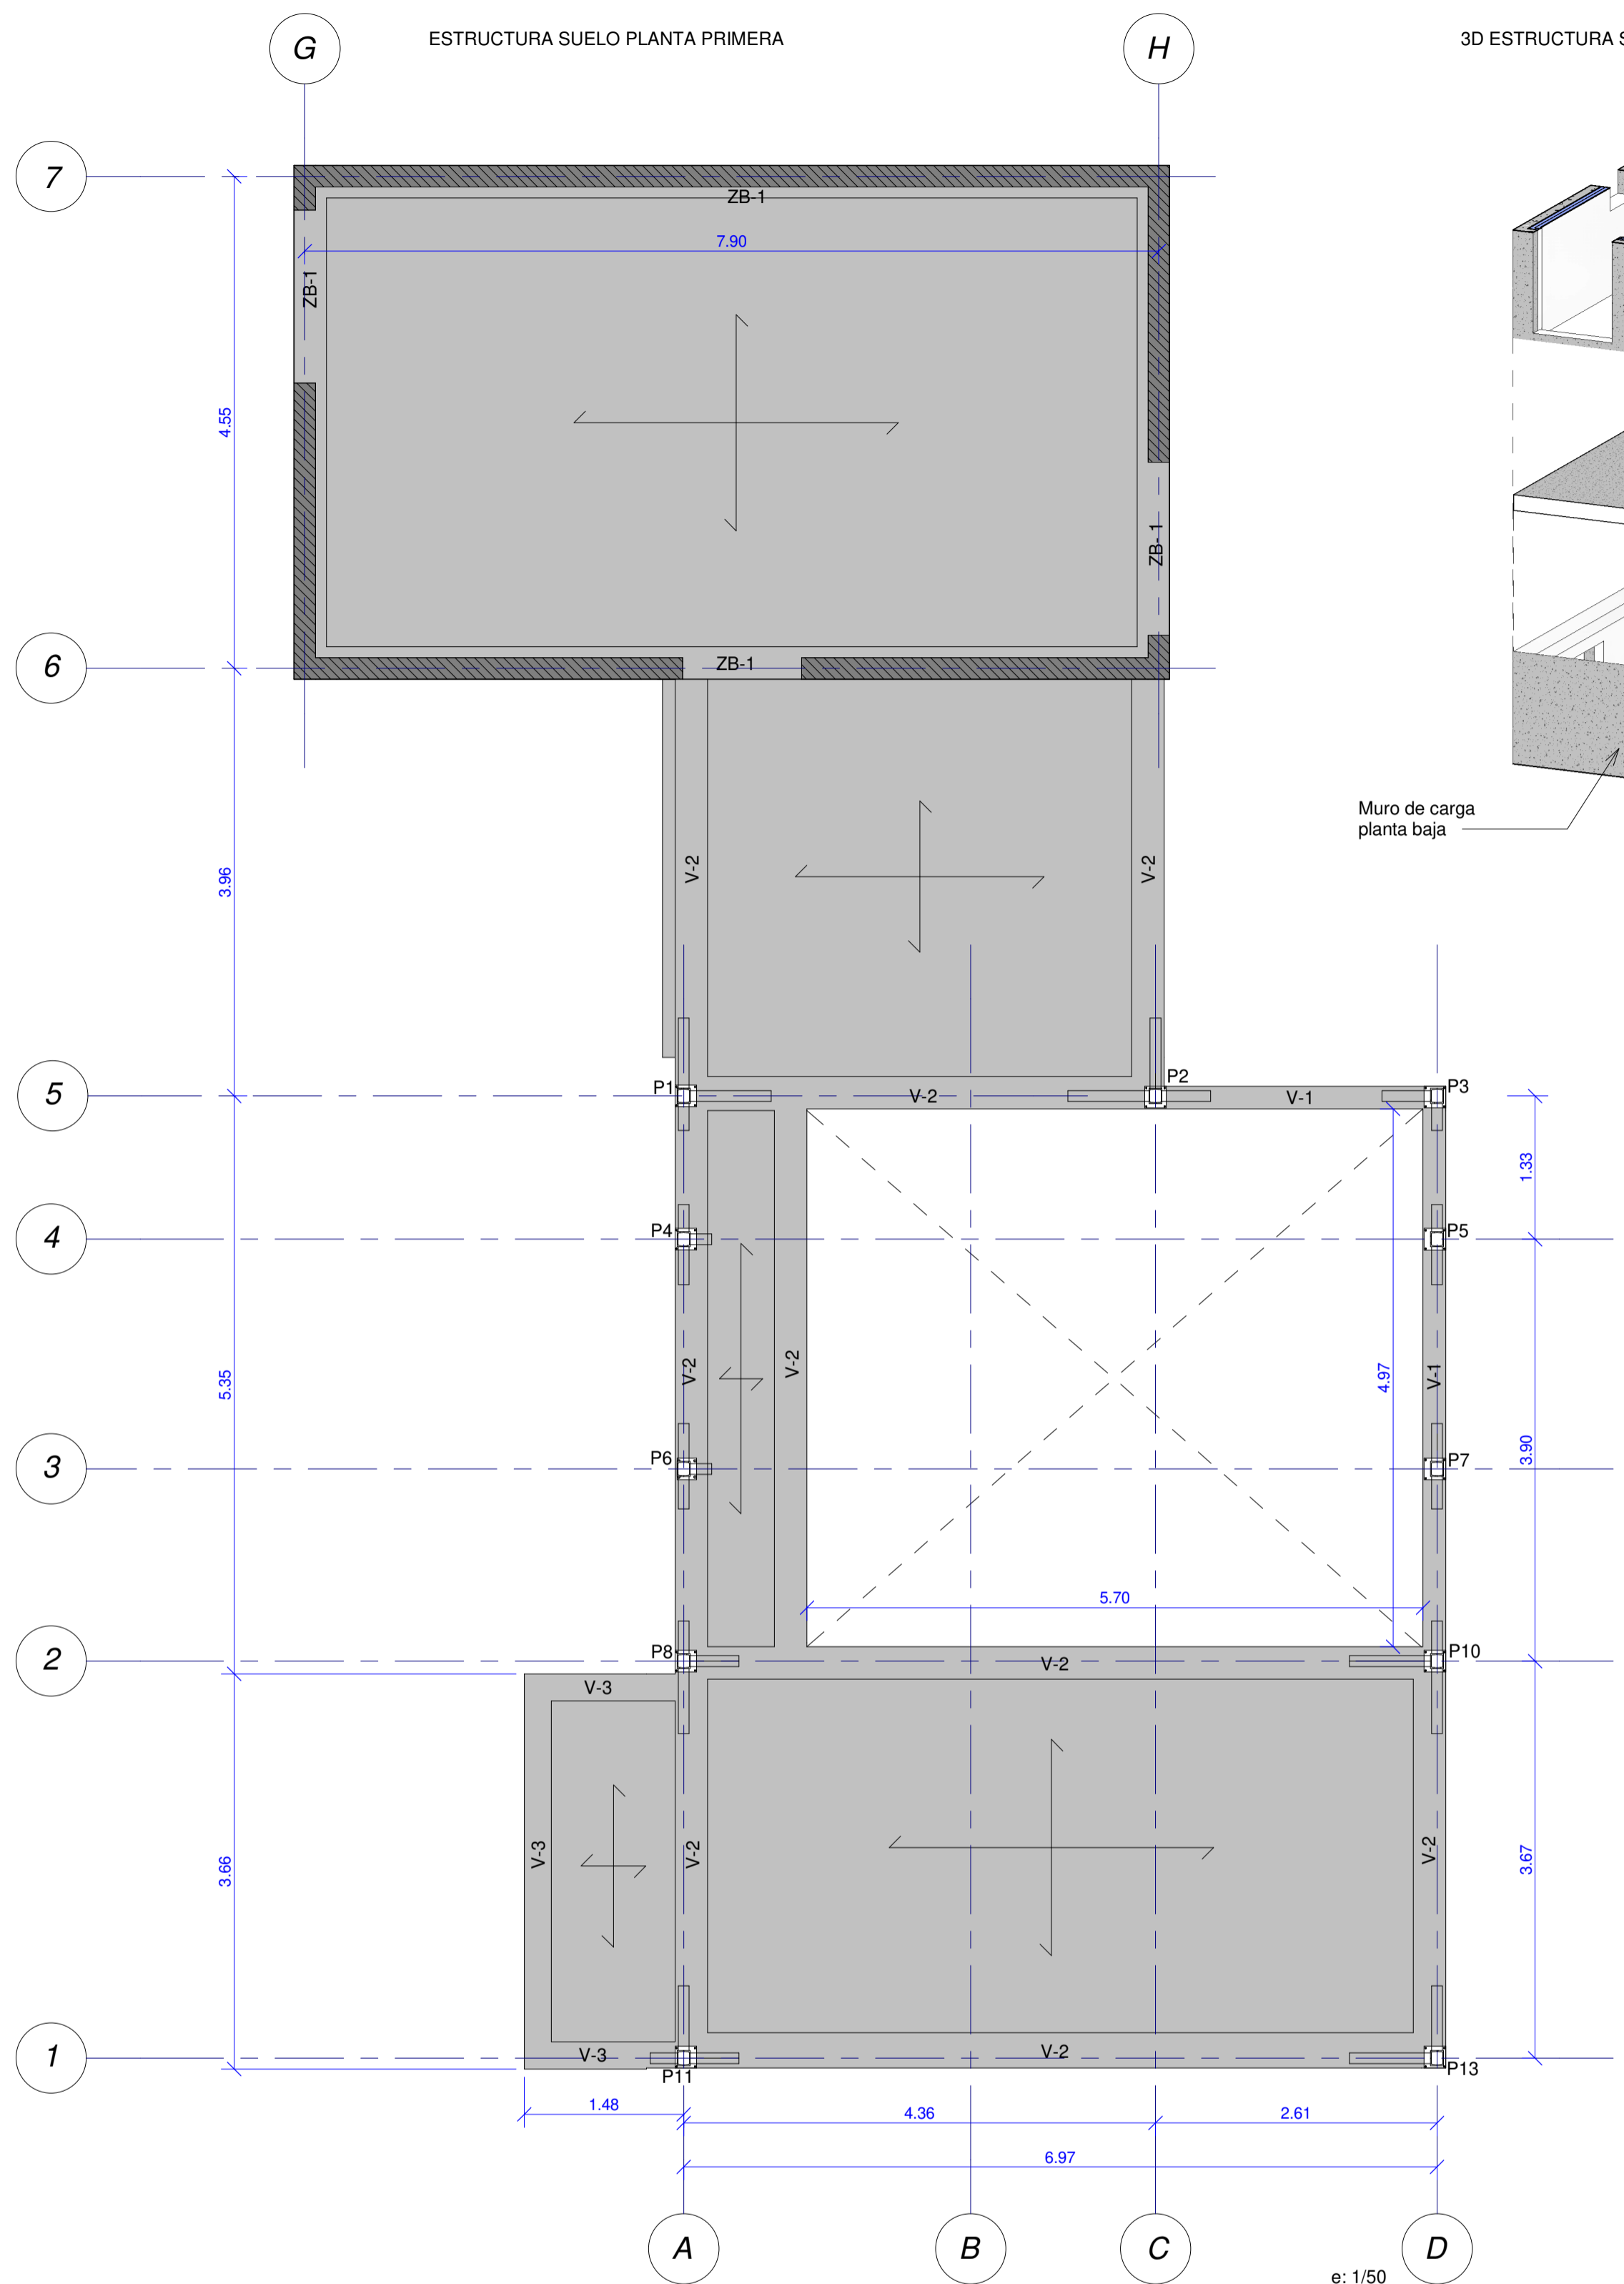 ESTRUCTURA SUELO PLANTA PRIMERA
3D ESTRUCTURA
G
H
7
ZB-1
7.90
ZB-1
4.55
ZB- 1
6
ZB-1
Muro de carga
planta baja
3.96
V-2
V-2
5
P1
V-2
P2
V-1
P3
1.33
4
P4
P5
5.35
V-2
V-2
4.97
V-1
3.90
3
P6
P7
5.70
2
P8
V-2
P10
V-3
3.66
V-3
V-2
V-2
3.67
1
V-3
P11
V-2
P13
1.48
4.36
2.61
6.97
A
B
C
D
e: 1/50